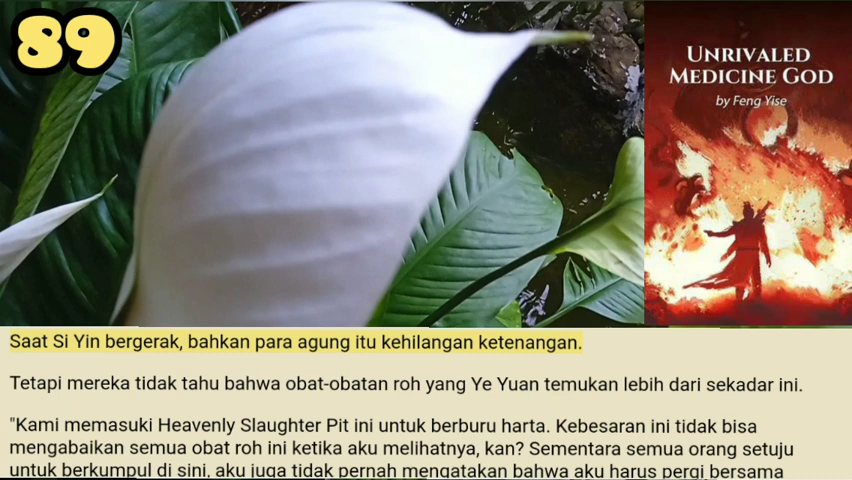 89
UNRIVALED
MEDICINE GOD
by Feng Yise
Saat Si Yin bergerak, bahkan para agung itu kehilangan ketenangan.
Tetapi mereka tidak tahu bahwa obat-obatan roh yang Ye Yuan temukan lebih dari sekadar ini.
"Kami memasuki Heavenly Slaughter Pit ini untuk berburu harta. Kebesaran ini tidak bisa
mengabaikan semua obat roh ini ketika aku melihatnya, kan? Sementara semua orang setuju
untuk berkumpul di sini, aku juga tidak pernah mengatakan bahwa aku harus pergi bersama